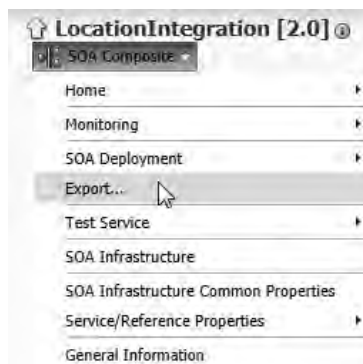 LocationIntegration [2.0]
SOA Composite
Home
Monitoring
SOA Deployment
Export...
Test Service
SOA Infrastructure
SOA Infrastructure Common Properties
Service/Reference Properties
General Information